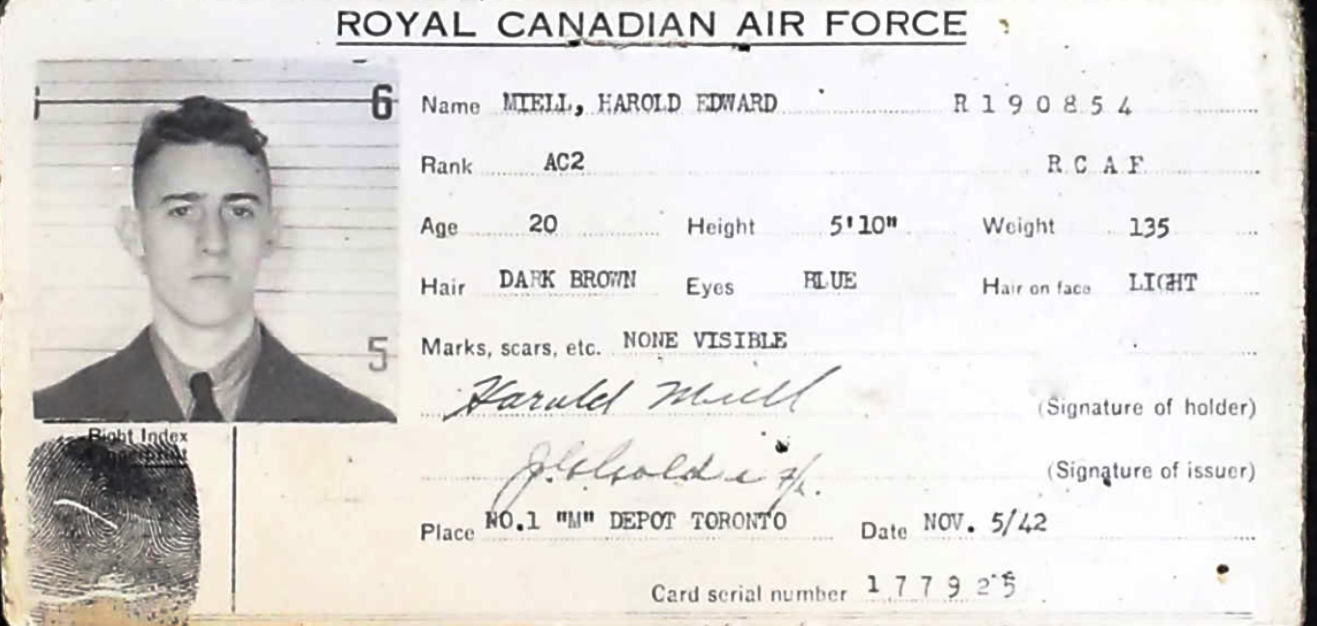 ROYAL CANADIAN AIR FORCE
6
Name MIELL, HAROLD EDWARD R190854
Rank AC2 RCAF
Age 20 Height 5'10" Weight 135
Hair DARK BROWN Eyes BLUE Hair on face LIGHT
5
Marks, scars, etc. NONE VISIBLE
Harold Miell (Signature of holder)
Right Index
Fingerprint
(Signature of issuer)
Place NO.1 "M" DEPOT TORONTO Date NOV. 5/42
Card serial number 177925